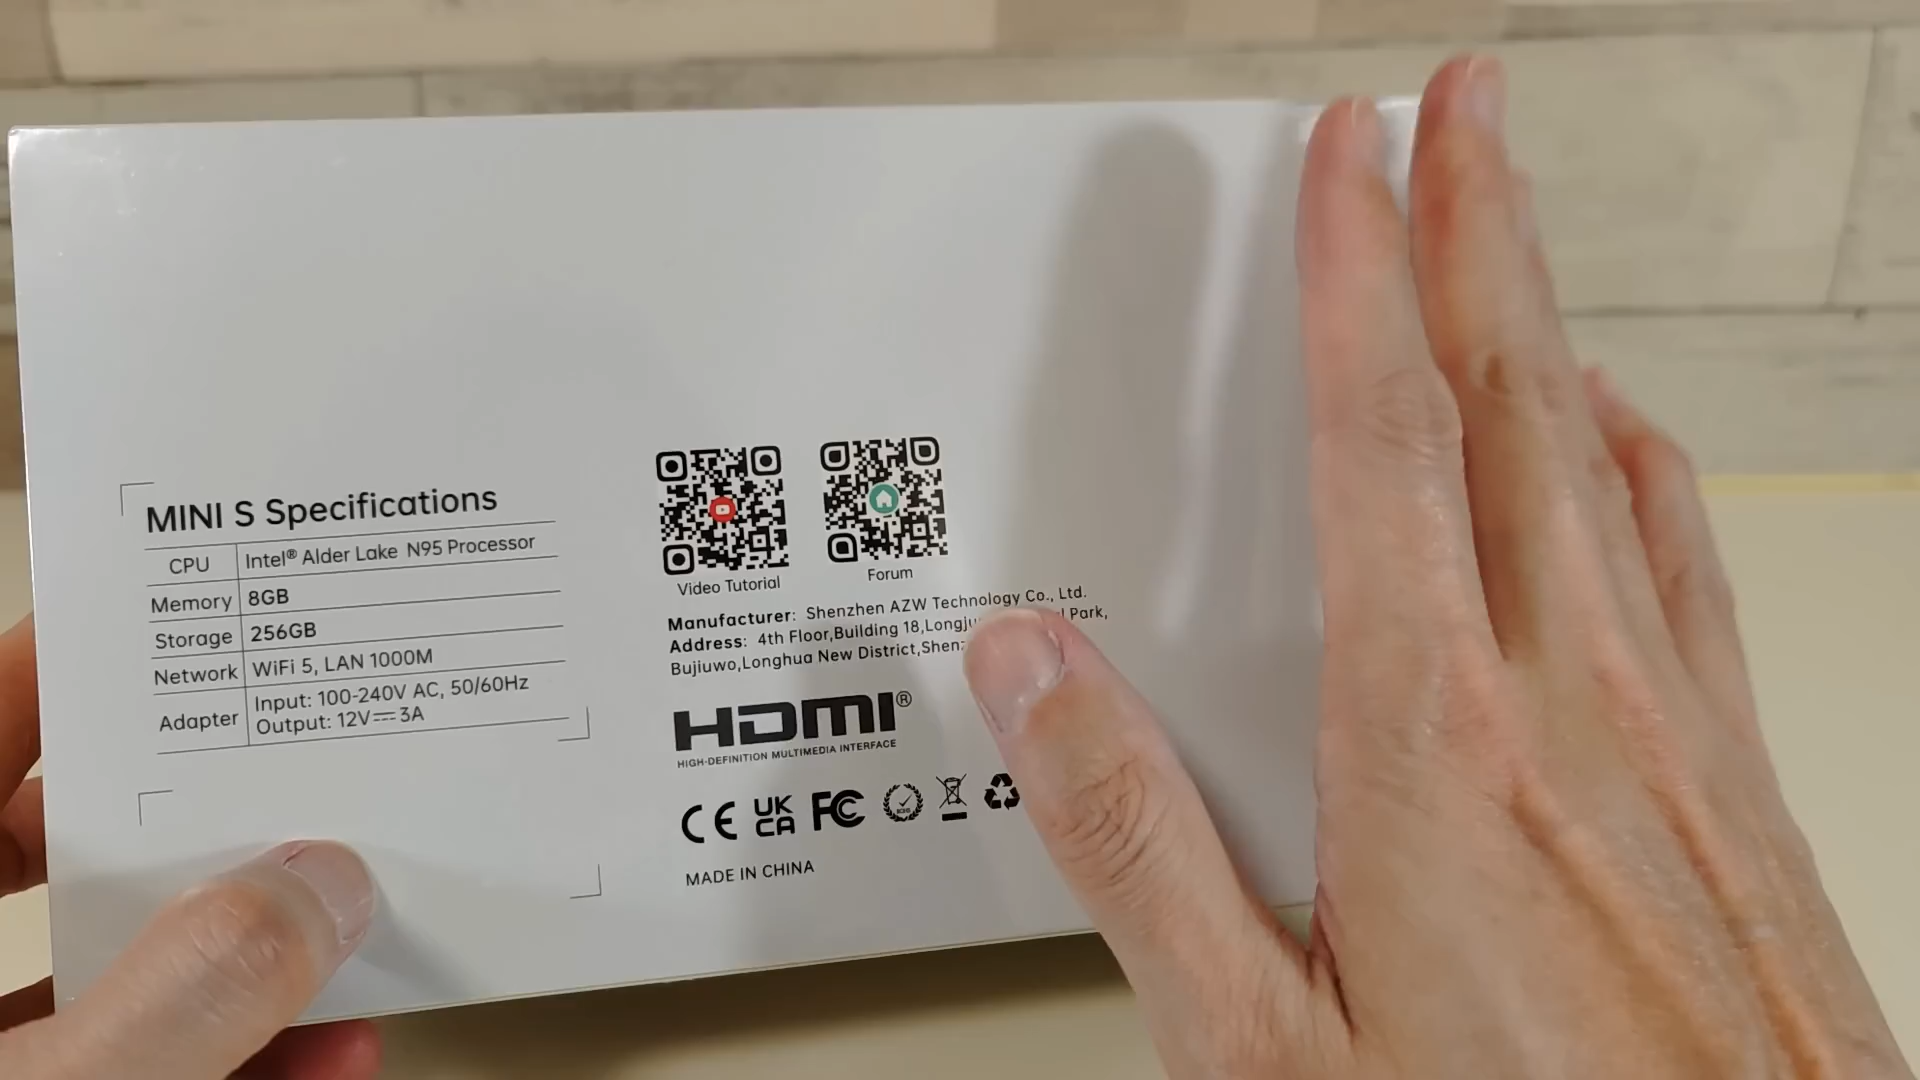 MINI S Specifications
CPU Intel® Alder Lake N95 Processor
Memory 8GB
Storage 256GB
Network WiFi 5, LAN 1000M
Adapter Input: 100-240V AC, 50/60Hz
Output: 12V⎓3A
Video Tutorial
Forum
Manufacturer: Shenzhen AZW Technology Co., Ltd.
Address: 4th Floor,Building 18, Park,
Bujiuwo,Longhua New District,
HDMI®
HIGH-DEFINITION MULTIMEDIA INTERFACE
CE UK CA FC
MADE IN CHINA